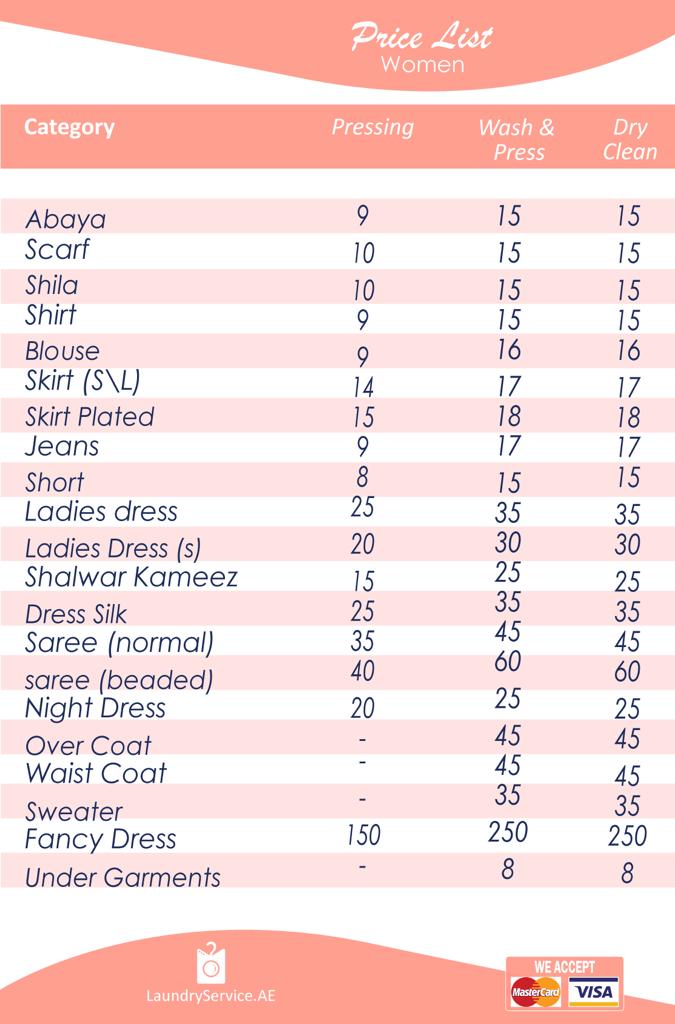 Price List
Women
Category Pressing Wash & Press Dry Clean
Abaya 9 15 15
Scarf 10 15 15
Shila 10 15 15
Shirt 9 15 15
Blouse 9 16 16
Skirt (S\L) 14 17 17
Skirt Plated 15 18 18
Jeans 9 17 17
Short 8 15 15
Ladies dress 25 35 35
Ladies Dress (s) 20 30 30
Shalwar Kameez 15 25 25
Dress Silk 25 35 35
Saree (normal) 35 45 45
saree (beaded) 40 60 60
Night Dress 20 25 25
Over Coat - 45 45
Waist Coat - 45 45
Sweater - 35 35
Fancy Dress 150 250 250
Under Garments - 8 8
LaundryService.AE
WE ACCEPT
MasterCard VISA